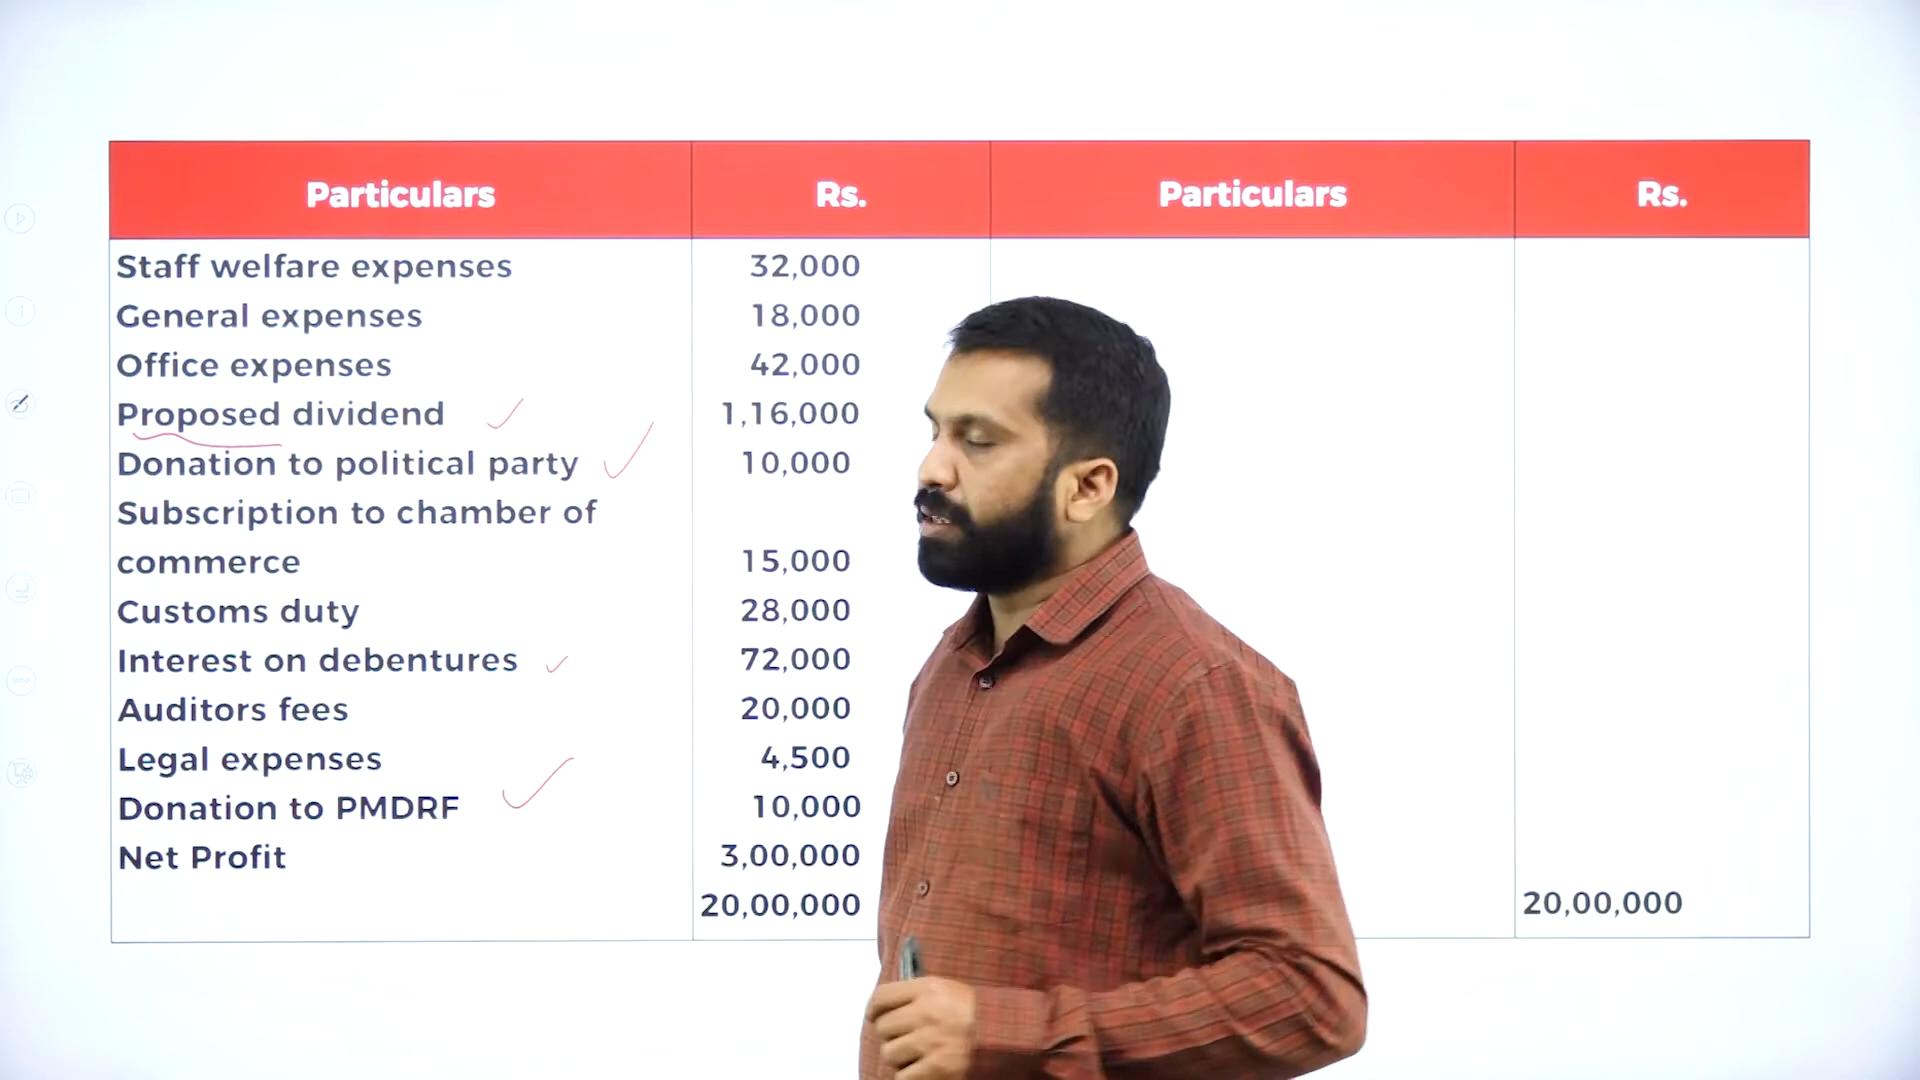 Particulars Rs. Particulars Rs.
Staff welfare expenses 32,000
General expenses 18,000
Office expenses 42,000
Proposed dividend 1,16,000
Donation to political party 10,000
Subscription to chamber of
commerce 15,000
Customs duty 28,000
Interest on debentures 72,000
Auditors fees 20,000
Legal expenses 4,500
Donation to PMDRF 10,000
Net Profit 3,00,000
20,00,000 20,00,000